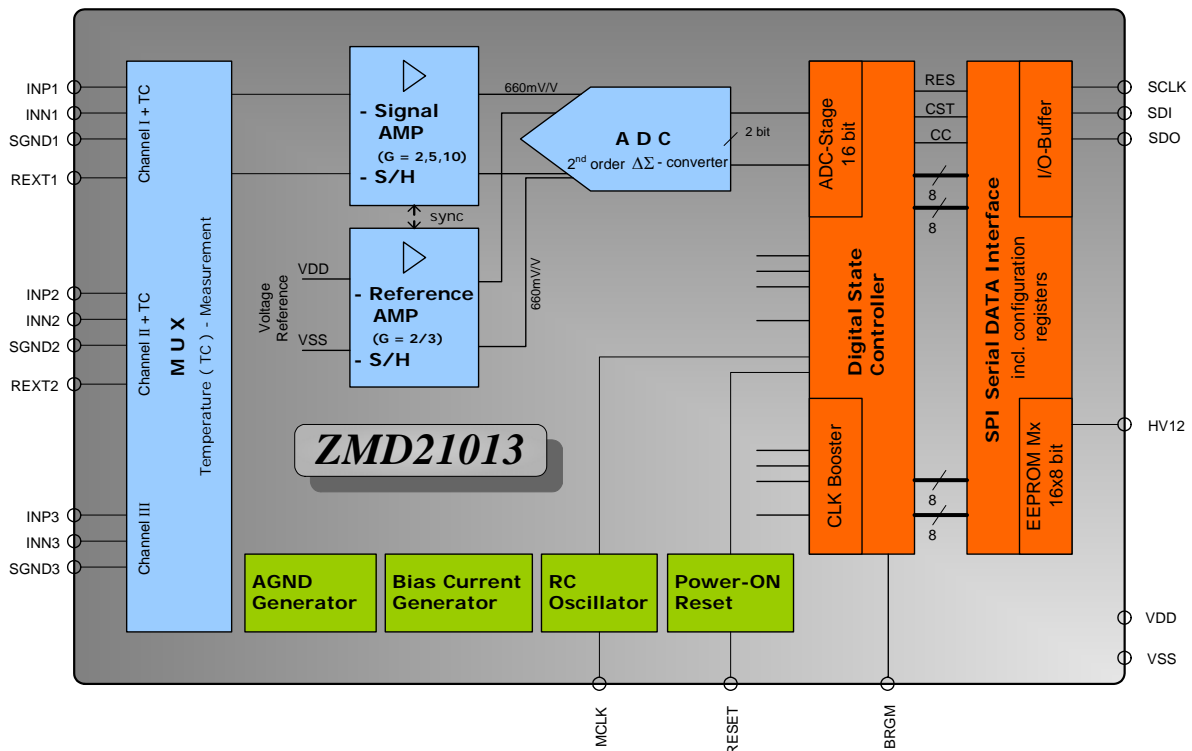 INP1
INN1
SGND1
REXT1
INP2
INN2
SGND2
REXT2
INP3
INN3
SGND3
Channel I + TC
Channel II + TC
Channel III
MUX
Temperature ( TC ) - Measurement
- Signal
AMP
(G = 2,5,10)
- S/H
sync
Voltage
Reference
VDD
VSS
- Reference
AMP
(G = 2/3)
- S/H
660mV/V
660mV/V
ADC
2nd order ΔΣ - converter
2 bit
ZMD21013
AGND
Generator
Bias Current
Generator
RC
Oscillator
Power-ON
Reset
ADC-Stage
16 bit
Digital State
Controller
CLK Booster
RES
CST
CC
8
8
8
8
I/O-Buffer
SPI Serial DATA Interface
incl. configuration
registers
EEPROM Mx
16x8 bit
SCLK
SDI
SDO
HV12
VDD
VSS
MCLK
RESET
BRGM